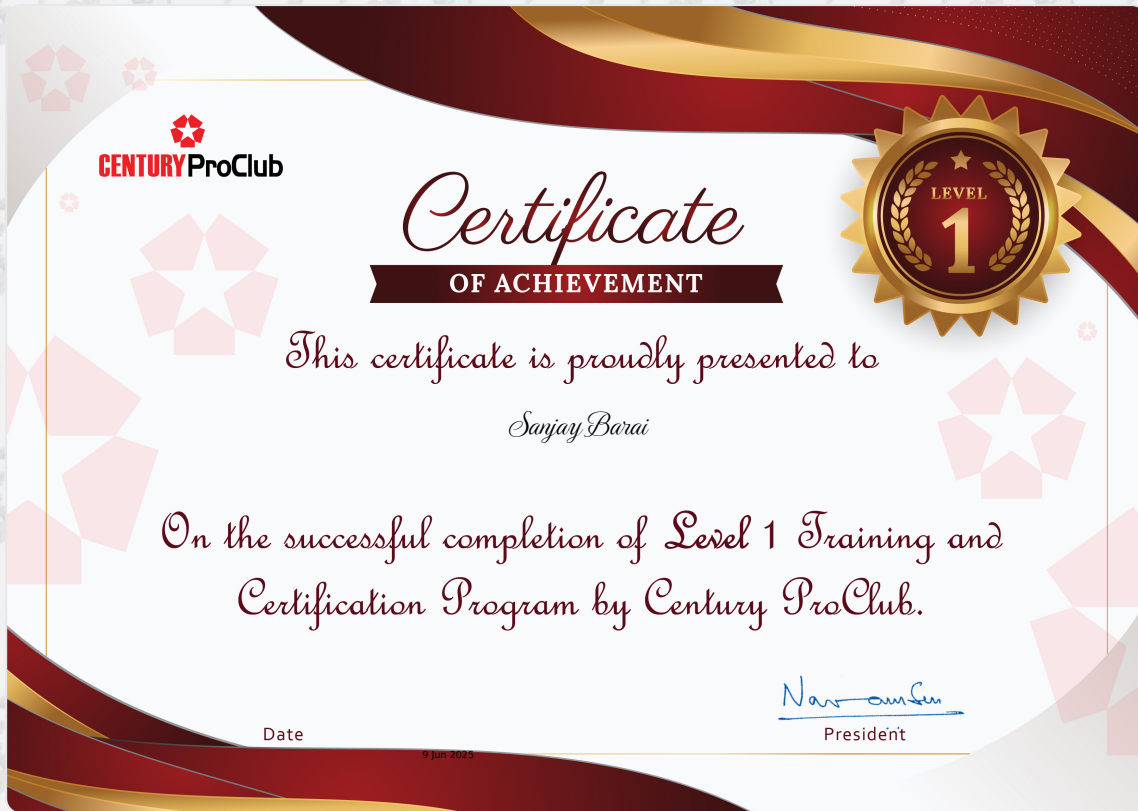 CENTURY ProClub
LEVEL
1
Certificate
OF ACHIEVEMENT
This certificate is proudly presented to
Sanjay Barai
On the successful completion of Level 1 Training and
Certification Program by Century ProClub.
Date
President
9 Jun 2025